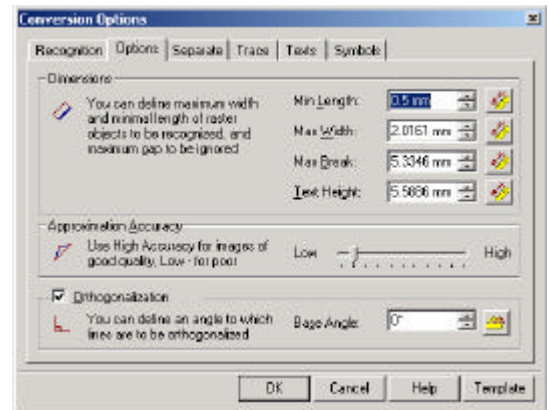 Conversion Options
Recognition Options Separate Trace Texts Symbols
Dimensions
You can define maximum width
and minimal length of raster
objects to be recognized, and
maximum gap to be ignored
Min Length: 0.5 mm
Max Width: 2.0161 mm
Max Break: 5.3346 mm
Text Height: 5.5886 mm
Approximation Accuracy
Use High Accuracy for images of
good quality, Low - for poor
Low High
Orthogonalization
You can define an angle to which
lines are to be orthogonalized
Base Angle: 0°
OK Cancel Help Template